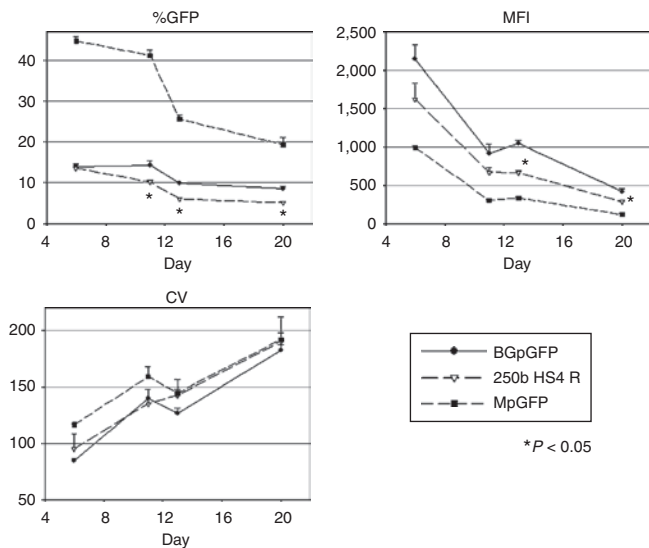 %GFP
40
30
20
10
0
4 8 12 16 20
Day
MFI
2,500
2,000
1,500
1,000
500
0
4 8 12 16 20
Day
* * *
* *
CV
200
150
100
50
4 8 12 16 20
Day
BGpGFP
250b HS4 R
MpGFP
*P < 0.05